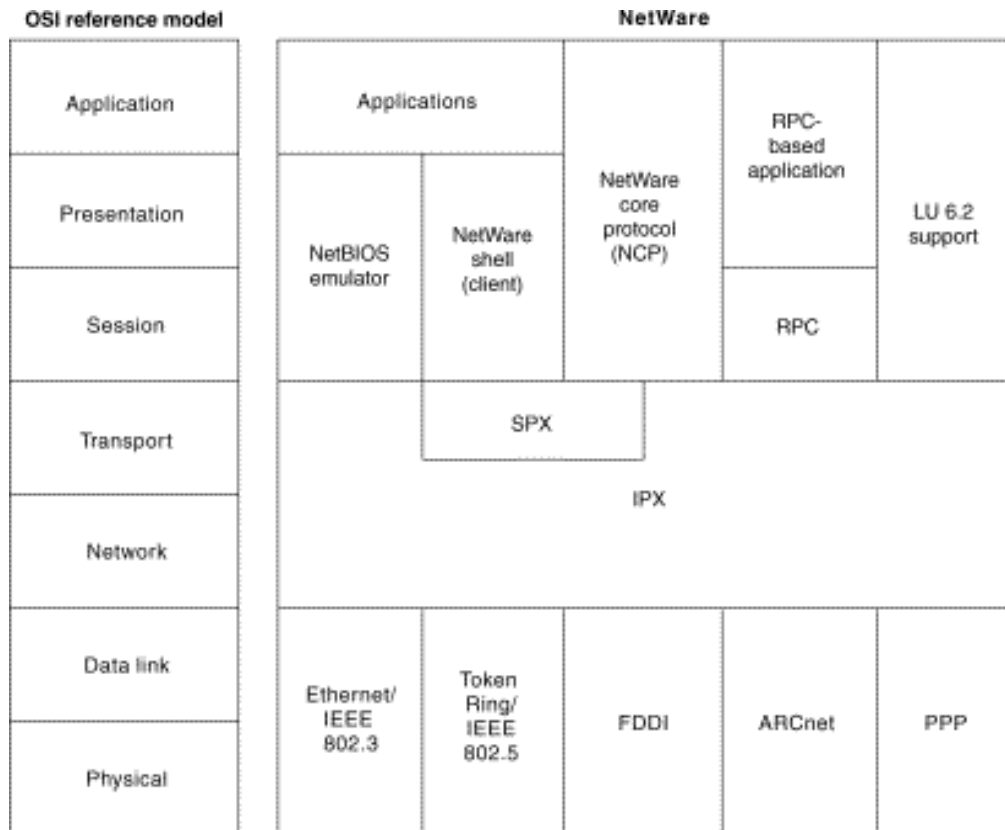 OSI reference model
NetWare
Application
Presentation
Session
Transport
Network
Data link
Physical
Applications
NetBIOS
emulator
NetWare
shell
(client)
NetWare
core
protocol
(NCP)
RPC-
based
application
RPC
LU 6.2
support
SPX
IPX
Ethernet/
IEEE
802.3
Token
Ring/
IEEE
802.5
FDDI
ARCnet
PPP